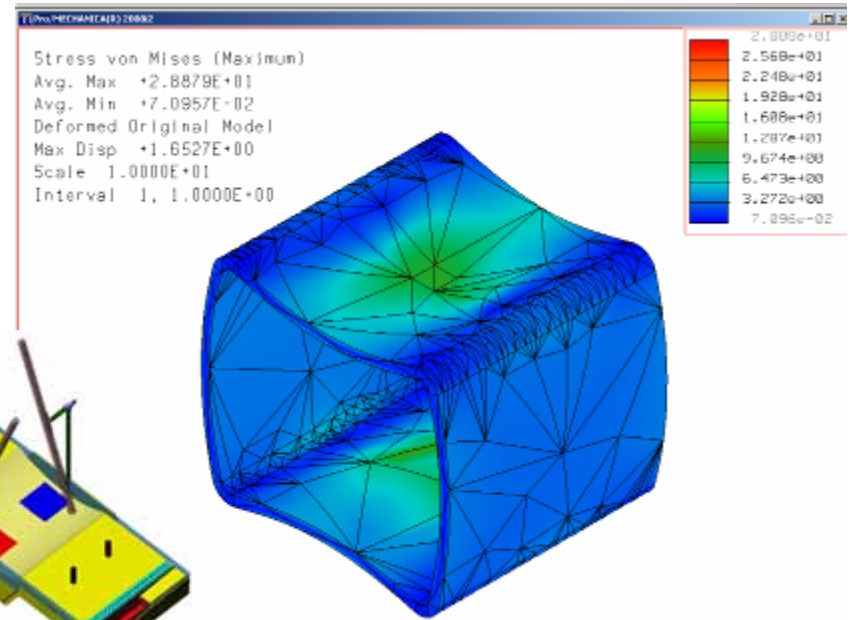 Pro/MECHANICA(R) 2000i2
Stress von Mises (Maximum)
Avg. Max +2.8879E+01
Avg. Min +7.0957E-02
Deformed Original Model
Max Disp +1.6527E+00
Scale 1.0000E+01
Interval 1, 1.0000E+00
2.888e+01
2.568e+01
2.248e+01
1.928e+01
1.608e+01
1.287e+01
9.674e+00
6.473e+00
3.272e+00
7.096e-02